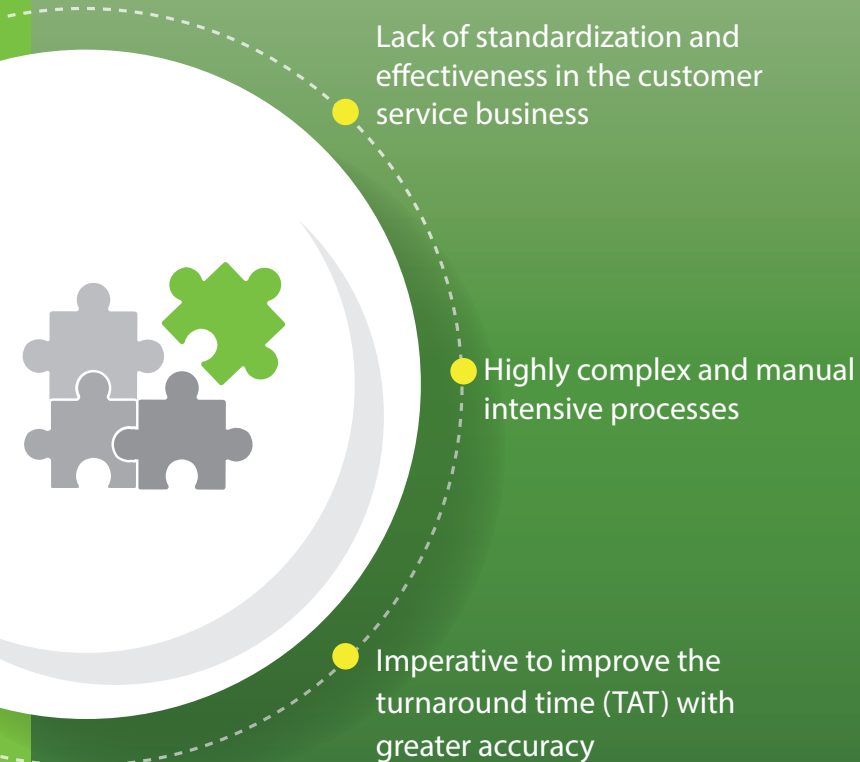 Lack of standardization and
effectiveness in the customer
service business
Highly complex and manual
intensive processes
Imperative to improve the
turnaround time (TAT) with
greater accuracy